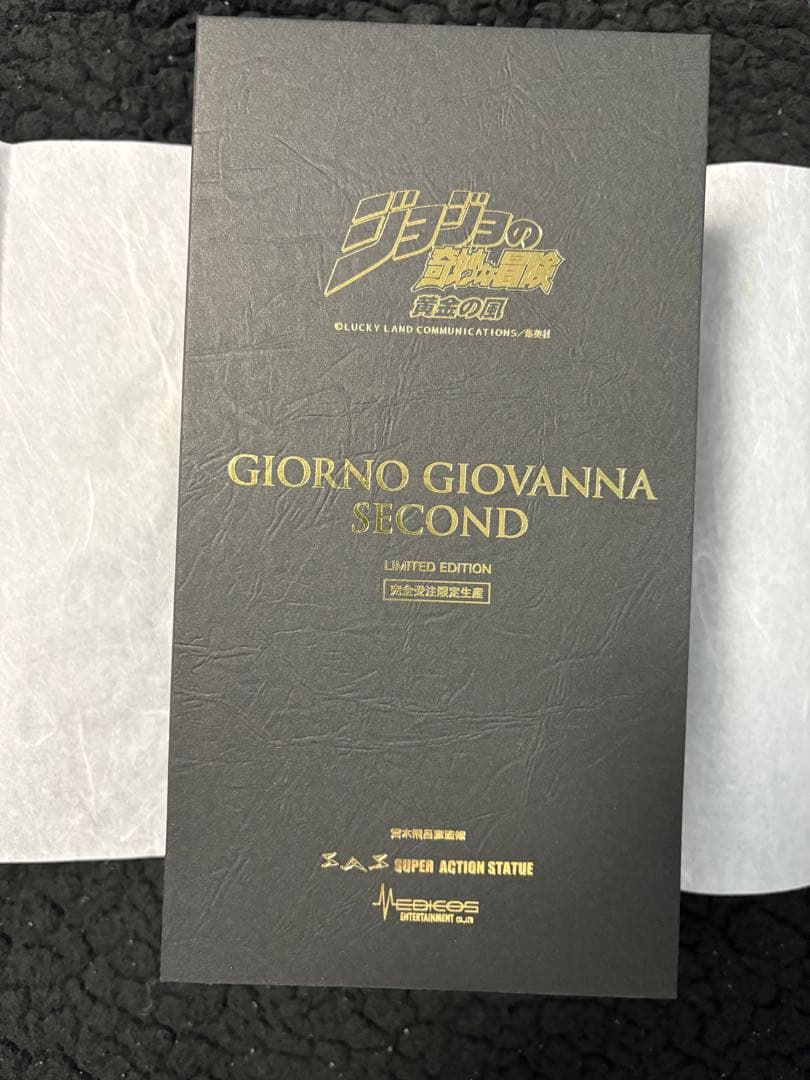 ジョジョの
奇妙な冒険
黄金の風
©LUCKY LAND COMMUNICATIONS／集英社
GIORNO GIOVANNA
SECOND
LIMITED EDITION
完全受注限定生産
荒木飛呂彦監修
SAS SUPER ACTION STATUE
MEDICOS
ENTERTAINMENT CO.,LTD